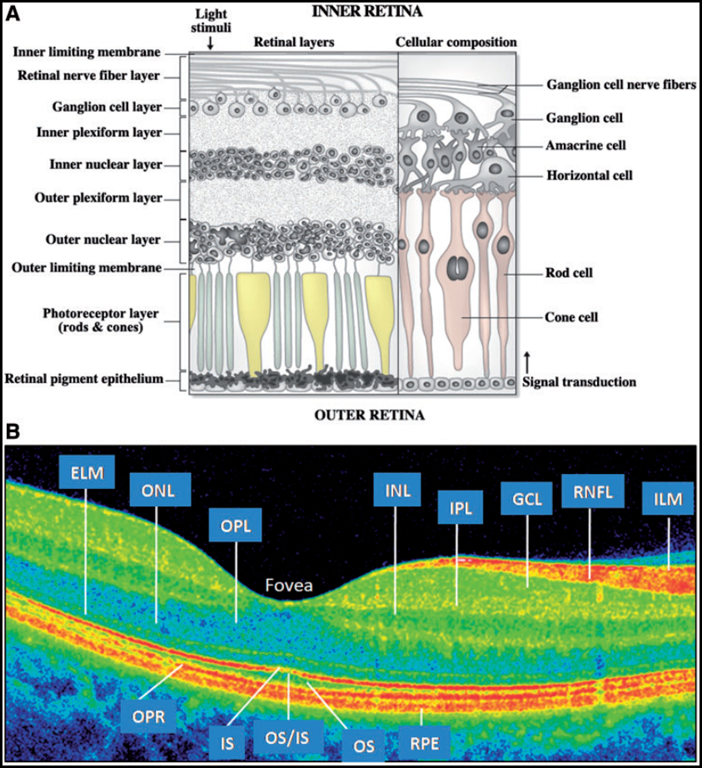 A
INNER RETINA
Light
stimuli
Retinal layers
Cellular composition
Inner limiting membrane
Retinal nerve fiber layer
Ganglion cell layer
Inner plexiform layer
Inner nuclear layer
Outer plexiform layer
Outer nuclear layer
Outer limiting membrane
Photoreceptor layer
(rods & cones)
Retinal pigment epithelium
Ganglion cell nerve fibers
Ganglion cell
Amacrine cell
Horizontal cell
Rod cell
Cone cell
Signal transduction
OUTER RETINA
B
ELM
ONL
OPL
Fovea
INL
IPL
GCL
RNFL
ILM
OPR
IS
OS/IS
OS
RPE